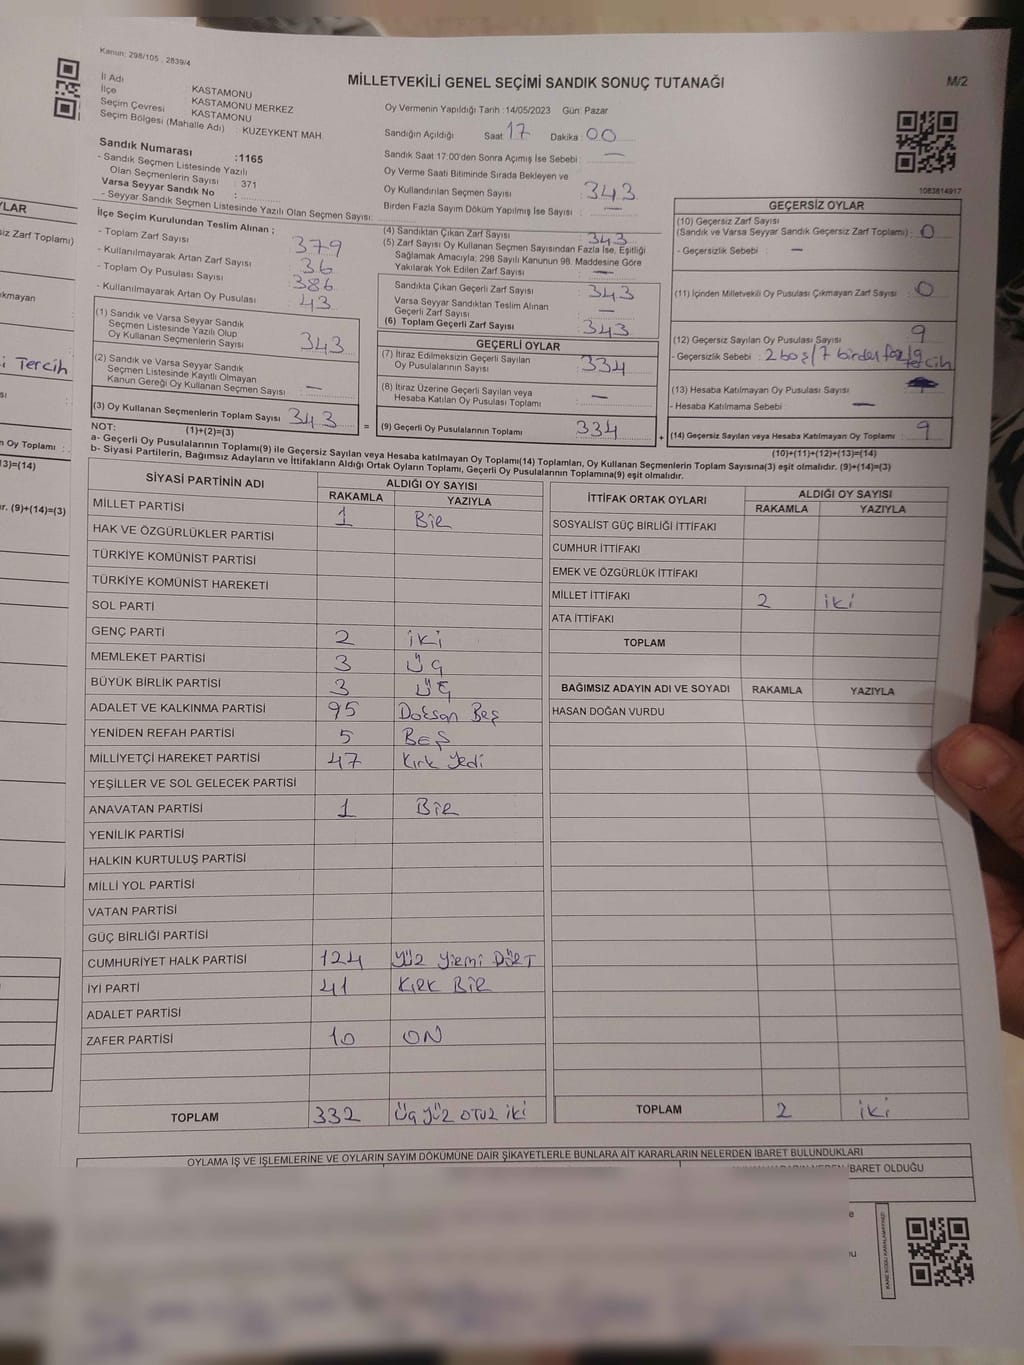 Kanun: 298/105 . 2839/4
MİLLETVEKİLİ GENEL SEÇİMİ SANDIK SONUÇ TUTANAĞI
M/2
İl Adı KASTAMONU
İlçe KASTAMONU MERKEZ
Seçim Çevresi KASTAMONU
Seçim Bölgesi (Mahalle Adı) : KUZEYKENT MAH.
Sandık Numarası :1165
- Sandık Seçmen Listesinde Yazılı
Olan Seçmenlerin Sayısı : 371
Varsa Seyyar Sandık No :
- Seyyar Sandık Seçmen Listesinde Yazılı Olan Seçmen Sayısı:
Oy Vermenin Yapıldığı Tarih :14/05/2023 Gün: Pazar
Sandığın Açıldığı Saat 17 Dakika : 00
Sandık Saat 17:00'den Sonra Açımış İse Sebebi : —
Oy Verme Saati Bitiminde Sırada Bekleyen ve
Oy Kullandırılan Seçmen Sayısı : 343
Birden Fazla Sayım Döküm Yapılmış İse Sayısı : —
1083814917
İlçe Seçim Kurulundan Teslim Alınan ;
- Toplam Zarf Sayısı : 379
- Kullanılmayarak Artan Zarf Sayısı : 36
- Toplam Oy Pusulası Sayısı : 386
- Kullanılmayarak Artan Oy Pusulası : 43
(1) Sandık ve Varsa Seyyar Sandık
Seçmen Listesinde Yazılı Olup
Oy Kullanan Seçmenlerin Sayısı : 343
(2) Sandık ve Varsa Seyyar Sandık
Seçmen Listesinde Kayıtlı Olmayan
Kanun Gereği Oy Kullanan Seçmen Sayısı : —
(3) Oy Kullanan Seçmenlerin Toplam Sayısı : 343
(1)+(2)=(3)
(4) Sandıktan Çıkan Zarf Sayısı : 343
(5) Zarf Sayısı Oy Kullanan Seçmen Sayısından Fazla İse, Eşitliği
Sağlamak Amacıyla; 298 Sayılı Kanunun 98. Maddesine Göre
Yakılarak Yok Edilen Zarf Sayısı : —
Sandıkta Çıkan Geçerli Zarf Sayısı : 343
Varsa Seyyar Sandıktan Teslim Alınan
Geçerli Zarf Sayısı : —
(6) Toplam Geçerli Zarf Sayısı : 343
GEÇERLİ OYLAR
(7) İtiraz Edilmeksizin Geçerli Sayılan
Oy Pusulalarının Sayısı : 334
(8) İtiraz Üzerine Geçerli Sayılan veya
Hesaba Katılan Oy Pusulası Toplamı : —
= (9) Geçerli Oy Pusulalarının Toplamı : 334 +
GEÇERSİZ OYLAR
(10) Geçersiz Zarf Sayısı
(Sandık ve Varsa Seyyar Sandık Geçersiz Zarf Toplamı) : 0
- Geçersizlik Sebebi : —
(11) İçinden Milletvekili Oy Pusulası Çıkmayan Zarf Sayısı : 0
(12) Geçersiz Sayılan Oy Pusulası Sayısı : 9
- Geçersizlik Sebebi : 2 boş / 7 birden fazla tercih
(13) Hesaba Katılmayan Oy Pusulası Sayısı :
- Hesaba Katılmama Sebebi : —
(14) Geçersiz Sayılan veya Hesaba Katılmayan Oy Toplamı : 9
(10)+(11)+(12)+(13)=(14)
NOT:
a- Geçerli Oy Pusulalarının Toplamı(9) ile Geçersiz Sayılan veya Hesaba katılmayan Oy Toplamı(14) Toplamları, Oy Kullanan Seçmenlerin Toplam Sayısına(3) eşit olmalıdır. (9)+(14)=(3)
b- Siyasi Partilerin, Bağımsız Adayların ve İttifakların Aldığı Ortak Oyların Toplamı, Geçerli Oy Pusulalarının Toplamına(9) eşit olmalıdır.
SİYASİ PARTİNİN ADI ALDIĞI OY SAYISI
RAKAMLA YAZIYLA
MİLLET PARTİSİ 1 BİR
HAK VE ÖZGÜRLÜKLER PARTİSİ
TÜRKİYE KOMÜNİST PARTİSİ
TÜRKİYE KOMÜNİST HAREKETİ
SOL PARTİ
GENÇ PARTİ 2 iki
MEMLEKET PARTİSİ 3 Üç
BÜYÜK BİRLİK PARTİSİ 3 Üç
ADALET VE KALKINMA PARTİSİ 95 Doksan Beş
YENİDEN REFAH PARTİSİ 5 BEŞ
MİLLİYETÇİ HAREKET PARTİSİ 47 Kırk Yedi
YEŞİLLER VE SOL GELECEK PARTİSİ
ANAVATAN PARTİSİ 1 BİR
YENİLİK PARTİSİ
HALKIN KURTULUŞ PARTİSİ
MİLLİ YOL PARTİSİ
VATAN PARTİSİ
GÜÇ BİRLİĞİ PARTİSİ
CUMHURİYET HALK PARTİSİ 124 Yüz Yirmi DÖRT
İYİ PARTİ 41 KIRK BİR
ADALET PARTİSİ
ZAFER PARTİSİ 10 ON
TOPLAM 332 Üç Yüz OTUZ iki
İTTİFAK ORTAK OYLARI ALDIĞI OY SAYISI
RAKAMLA YAZIYLA
SOSYALİST GÜÇ BİRLİĞİ İTTİFAKI
CUMHUR İTTİFAKI
EMEK VE ÖZGÜRLÜK İTTİFAKI
MİLLET İTTİFAKI 2 iki
ATA İTTİFAKI
TOPLAM
BAĞIMSIZ ADAYIN ADI VE SOYADI RAKAMLA YAZIYLA
HASAN DOĞAN VURDU
TOPLAM 2 iki
OYLAMA İŞ VE İŞLEMLERİNE VE OYLARIN SAYIM DÖKÜMÜNE DAİR ŞİKAYETLERLE BUNLARA AİT KARARLARIN NELERDEN İBARET BULUNDUKLARI
İBARET OLDUĞU